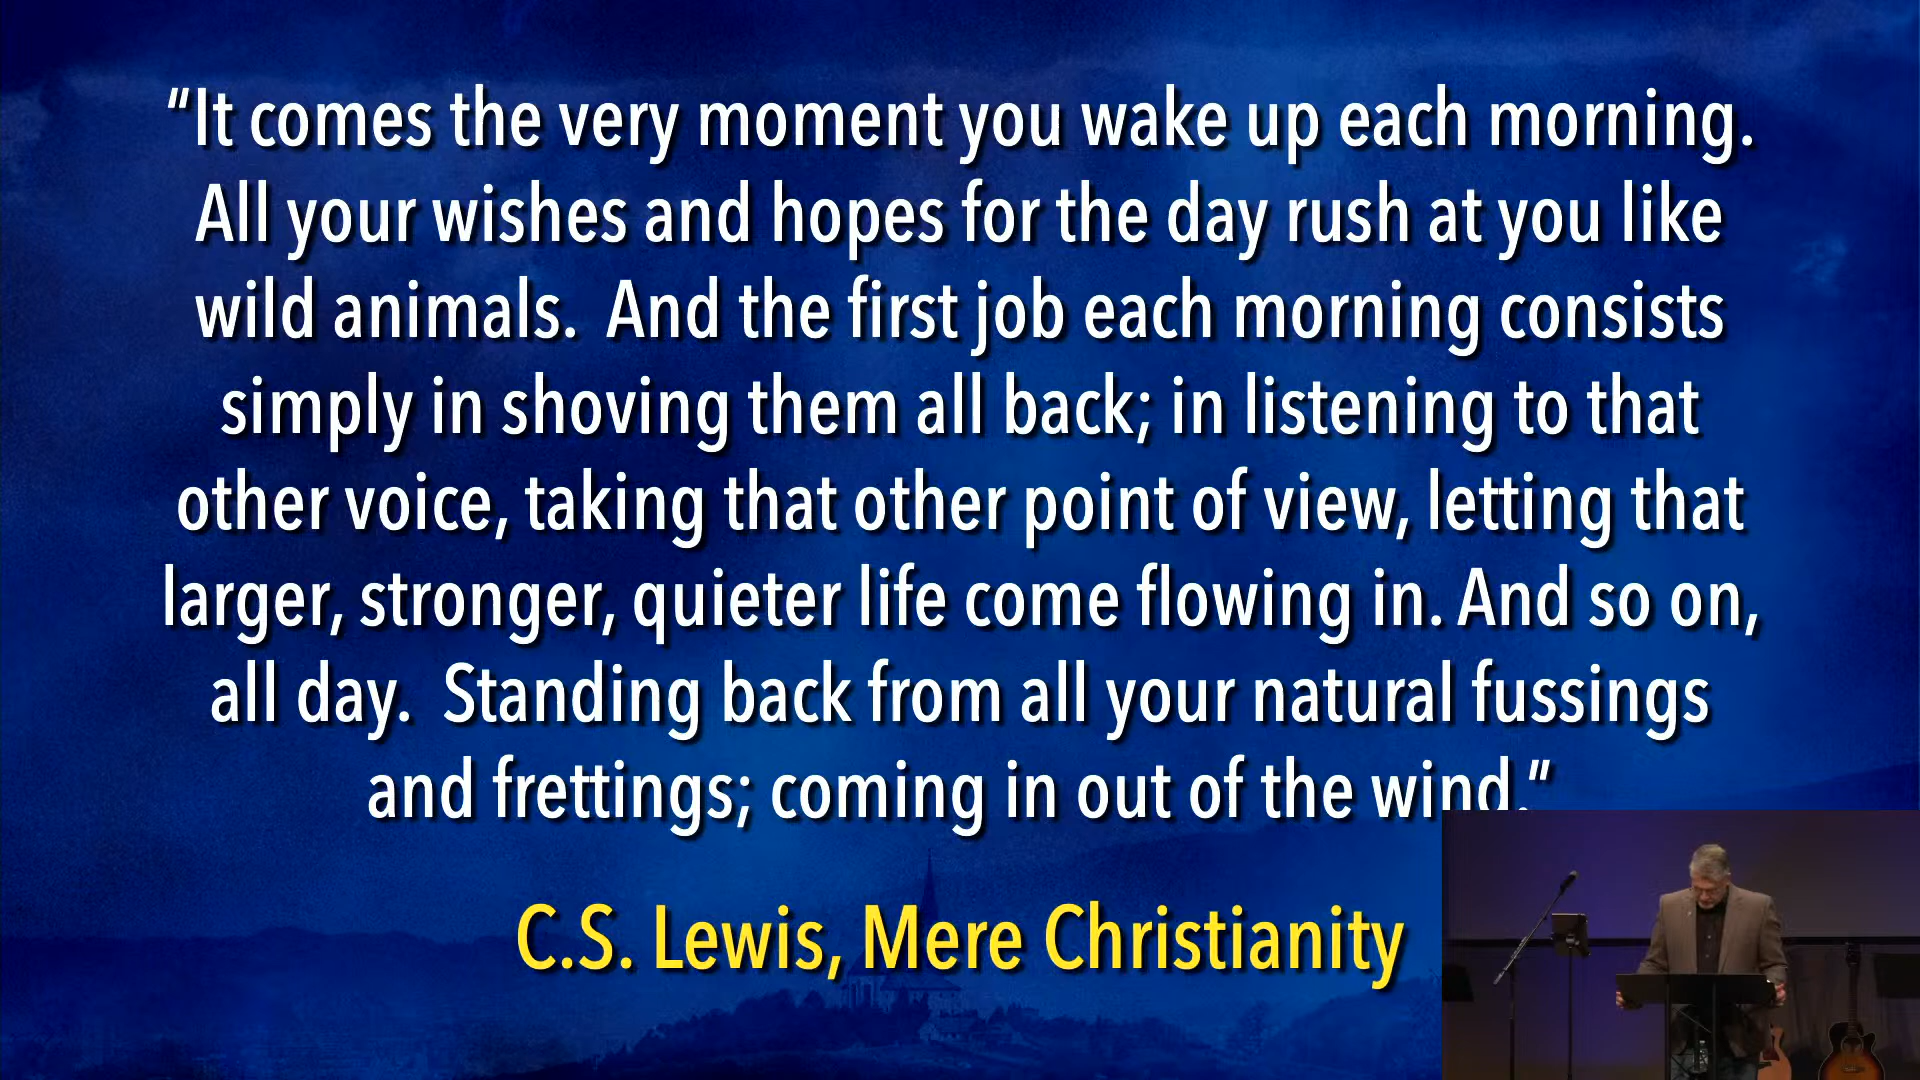 “It comes the very moment you wake up each morning.
All your wishes and hopes for the day rush at you like
wild animals.  And the first job each morning consists
simply in shoving them all back; in listening to that
other voice, taking that other point of view, letting that
larger, stronger, quieter life come flowing in. And so on,
all day.  Standing back from all your natural fussings
and frettings; coming in out of the wind.”
C.S. Lewis, Mere Christianity